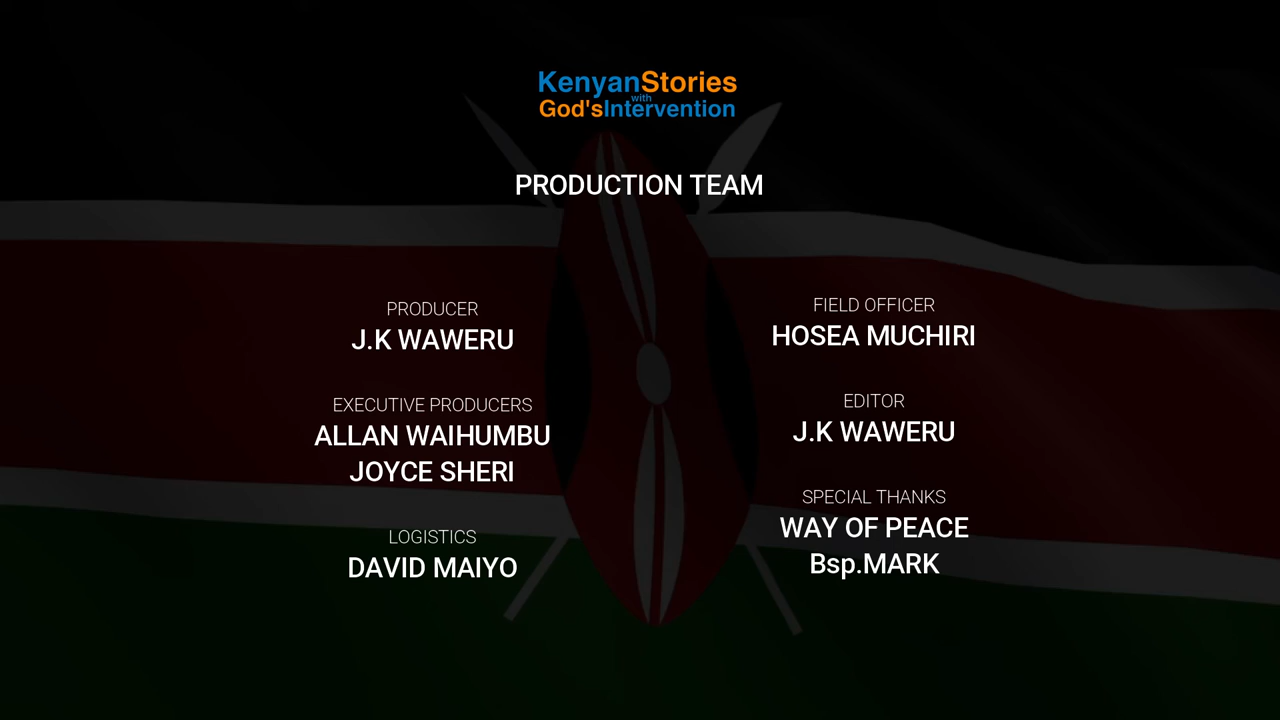 KenyanStories
with
God'sIntervention
PRODUCTION TEAM
PRODUCER
J.K WAWERU
EXECUTIVE PRODUCERS
ALLAN WAIHUMBU
JOYCE SHERI
LOGISTICS
DAVID MAIYO
FIELD OFFICER
HOSEA MUCHIRI
EDITOR
J.K WAWERU
SPECIAL THANKS
WAY OF PEACE
Bsp.MARK